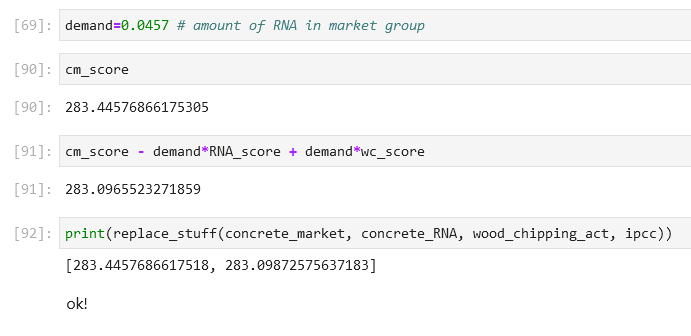 [69]: demand=0.0457 # amount of RNA in market group
[90]: cm_score
[90]: 283.44576866175305
[91]: cm_score - demand*RNA_score + demand*wc_score
[91]: 283.0965523271859
[92]: print(replace_stuff(concrete_market, concrete_RNA, wood_chipping_act, ipcc))
[283.4457686617518, 283.09872575637183]
ok!